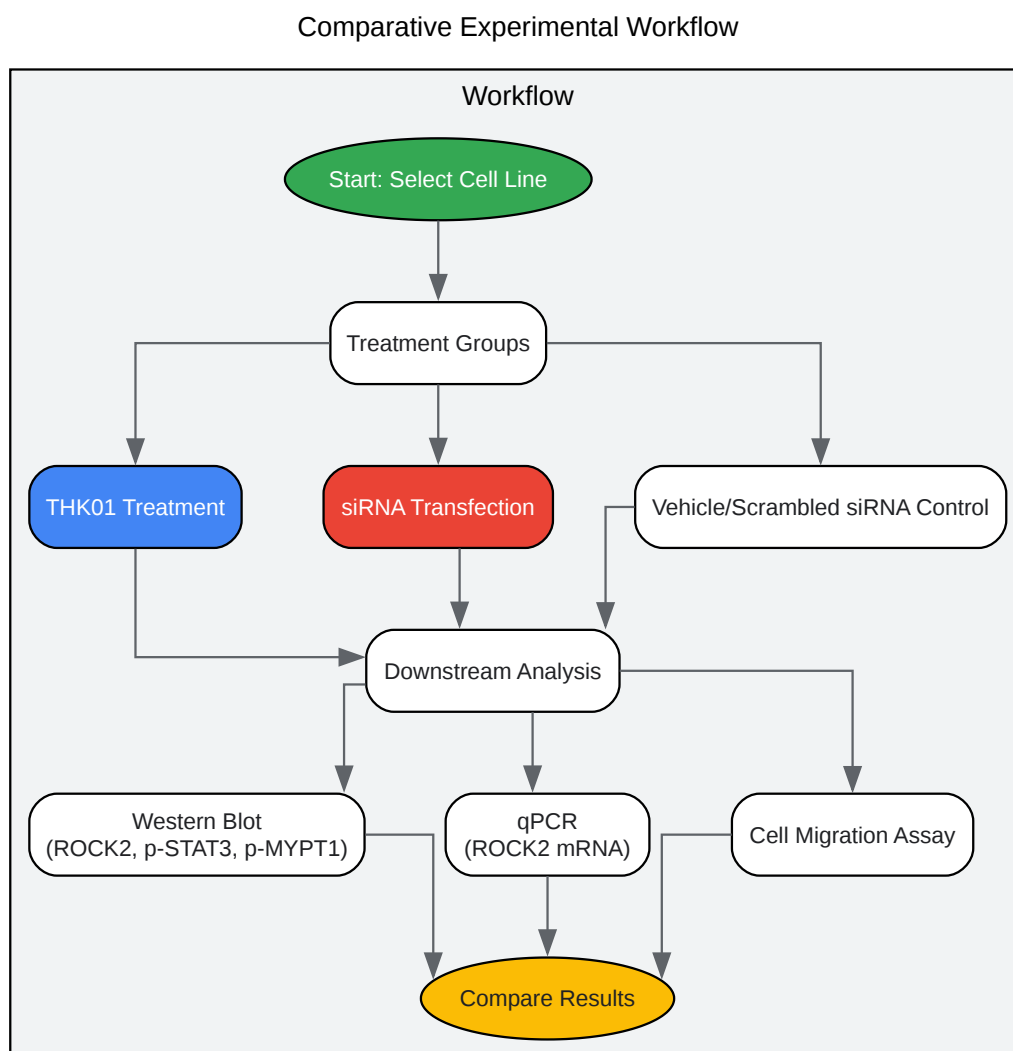 Comparative Experimental Workflow
Workflow
Start: Select Cell Line
Treatment Groups
THK01 Treatment
siRNA Transfection
Vehicle/Scrambled siRNA Control
Downstream Analysis
Western Blot
(ROCK2, p-STAT3, p-MYPT1)
qPCR
(ROCK2 mRNA)
Cell Migration Assay
Compare Results